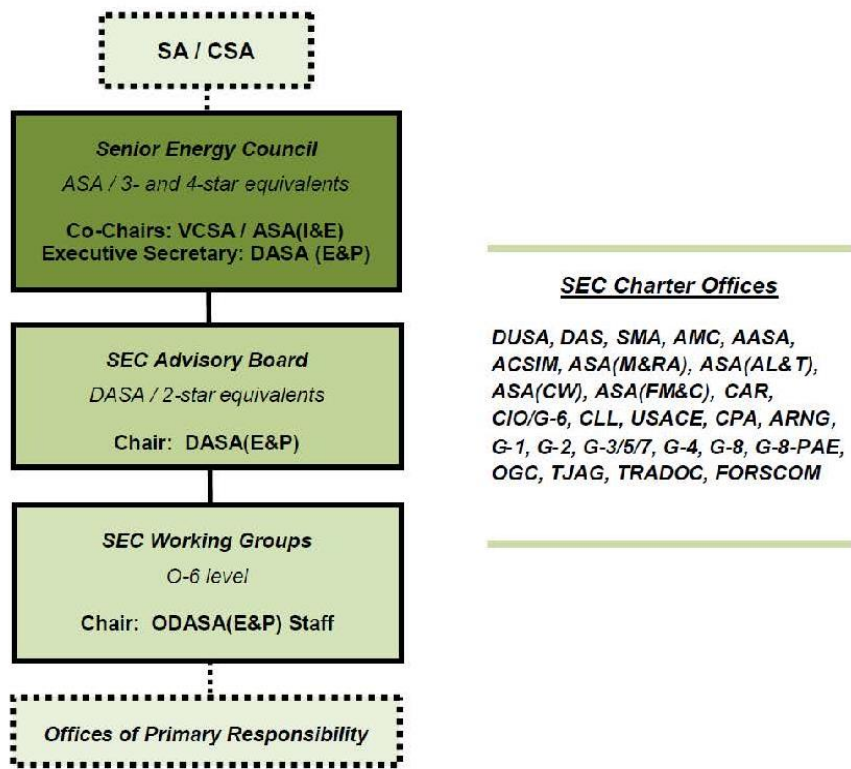 SA / CSA
Senior Energy Council
ASA / 3- and 4-star equivalents
Co-Chairs: VCSA / ASA(I&E)
Executive Secretary: DASA (E&P)
SEC Advisory Board
DASA / 2-star equivalents
Chair: DASA(E&P)
SEC Working Groups
O-6 level
Chair: ODASA(E&P) Staff
Offices of Primary Responsibility
SEC Charter Offices
DUSA, DAS, SMA, AMC, AASA,
ACSIM, ASA(M&RA), ASA(AL&T),
ASA(CW), ASA(FM&C), CAR,
CIO/G-6, CLL, USACE, CPA, ARNG,
G-1, G-2, G-3/5/7, G-4, G-8, G-8-PAE,
OGC, TJAG, TRADOC, FORSCOM